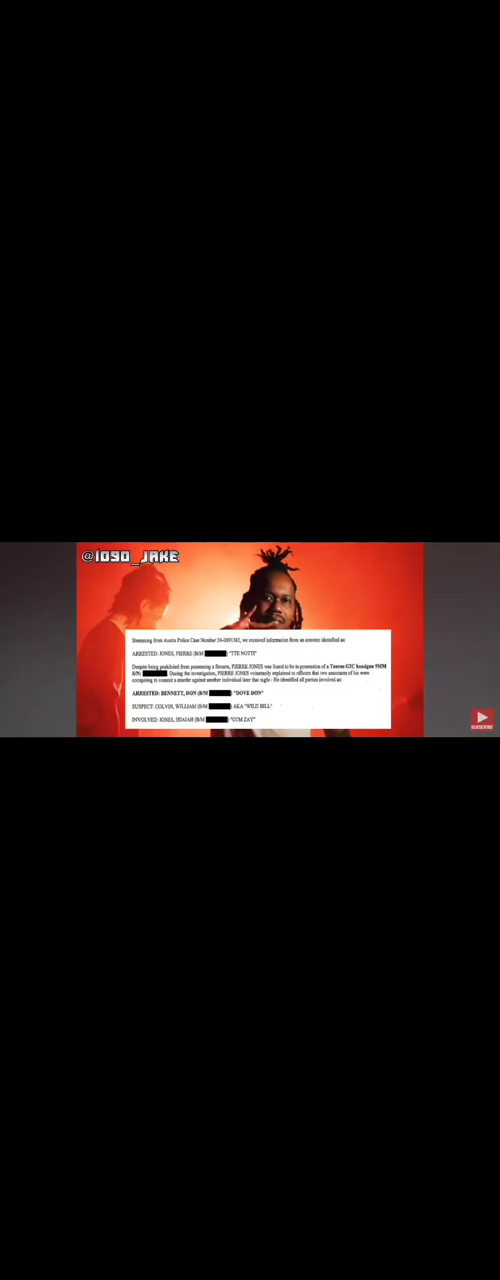 @1090_JAKE
Stemming from Austin Police Case Number we received information from an arrestee identified as:
ARRESTED: JONES, PIERRE (B/M ) "TTE NOTTI"
Despite being prohibited from possessing a firearm, PIERRE JONES was found to be in possession of a Taurus handgun 9MM
S/N: During the investigation, PIERRE JONES voluntarily explained to officers that two associates of his were
conspiring to commit a murder against another individual later that night - He identified all parties involved as:
ARRESTED: BENNETT, DON (B/M ) "DOVE DON"
SUSPECT: COLVIN, WILLIAM (B/M ) AKA "WILD BILL"
INVOLVED: JONES, ISAIAH (B/M ) "GTM ZAY"
SUBSCRIBE